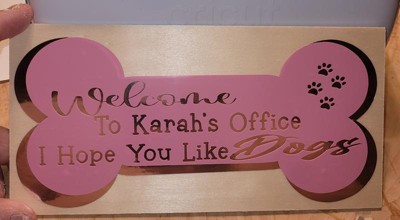 Welcome
To Karah's Office
I Hope You Like Dogs